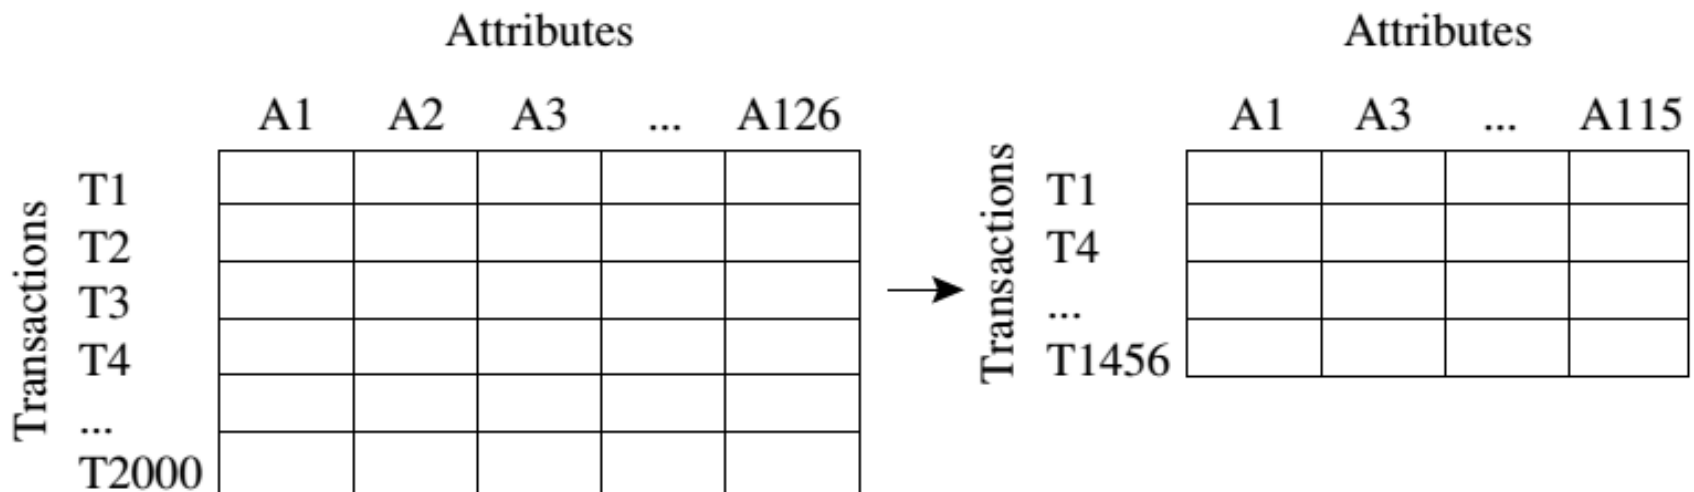 Attributes
A1 A2 A3 ... A126
Transactions
T1
T2
T3
T4
...
T2000
Attributes
A1 A3 ... A115
Transactions
T1
T4
...
T1456